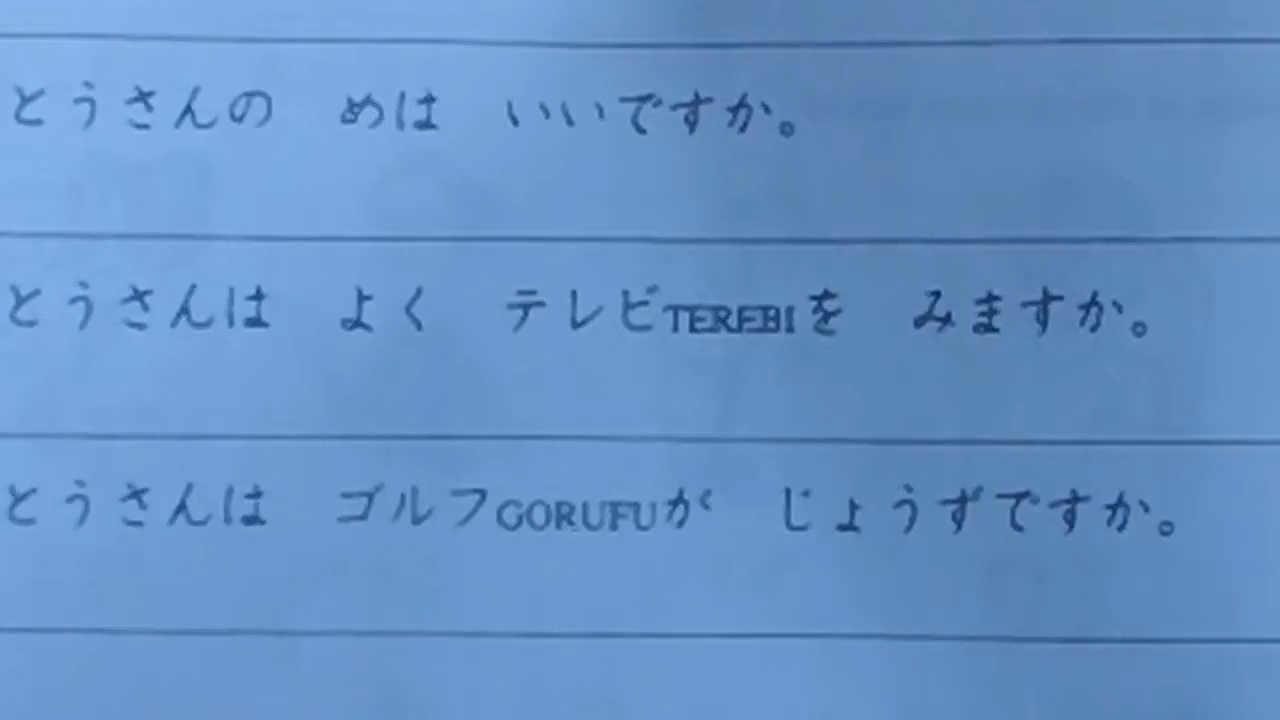 とうさんの めは いいですか。
とうさんは よく テレビTEREBIを みますか。
とうさんは ゴルフGORUFUが じょうずですか。